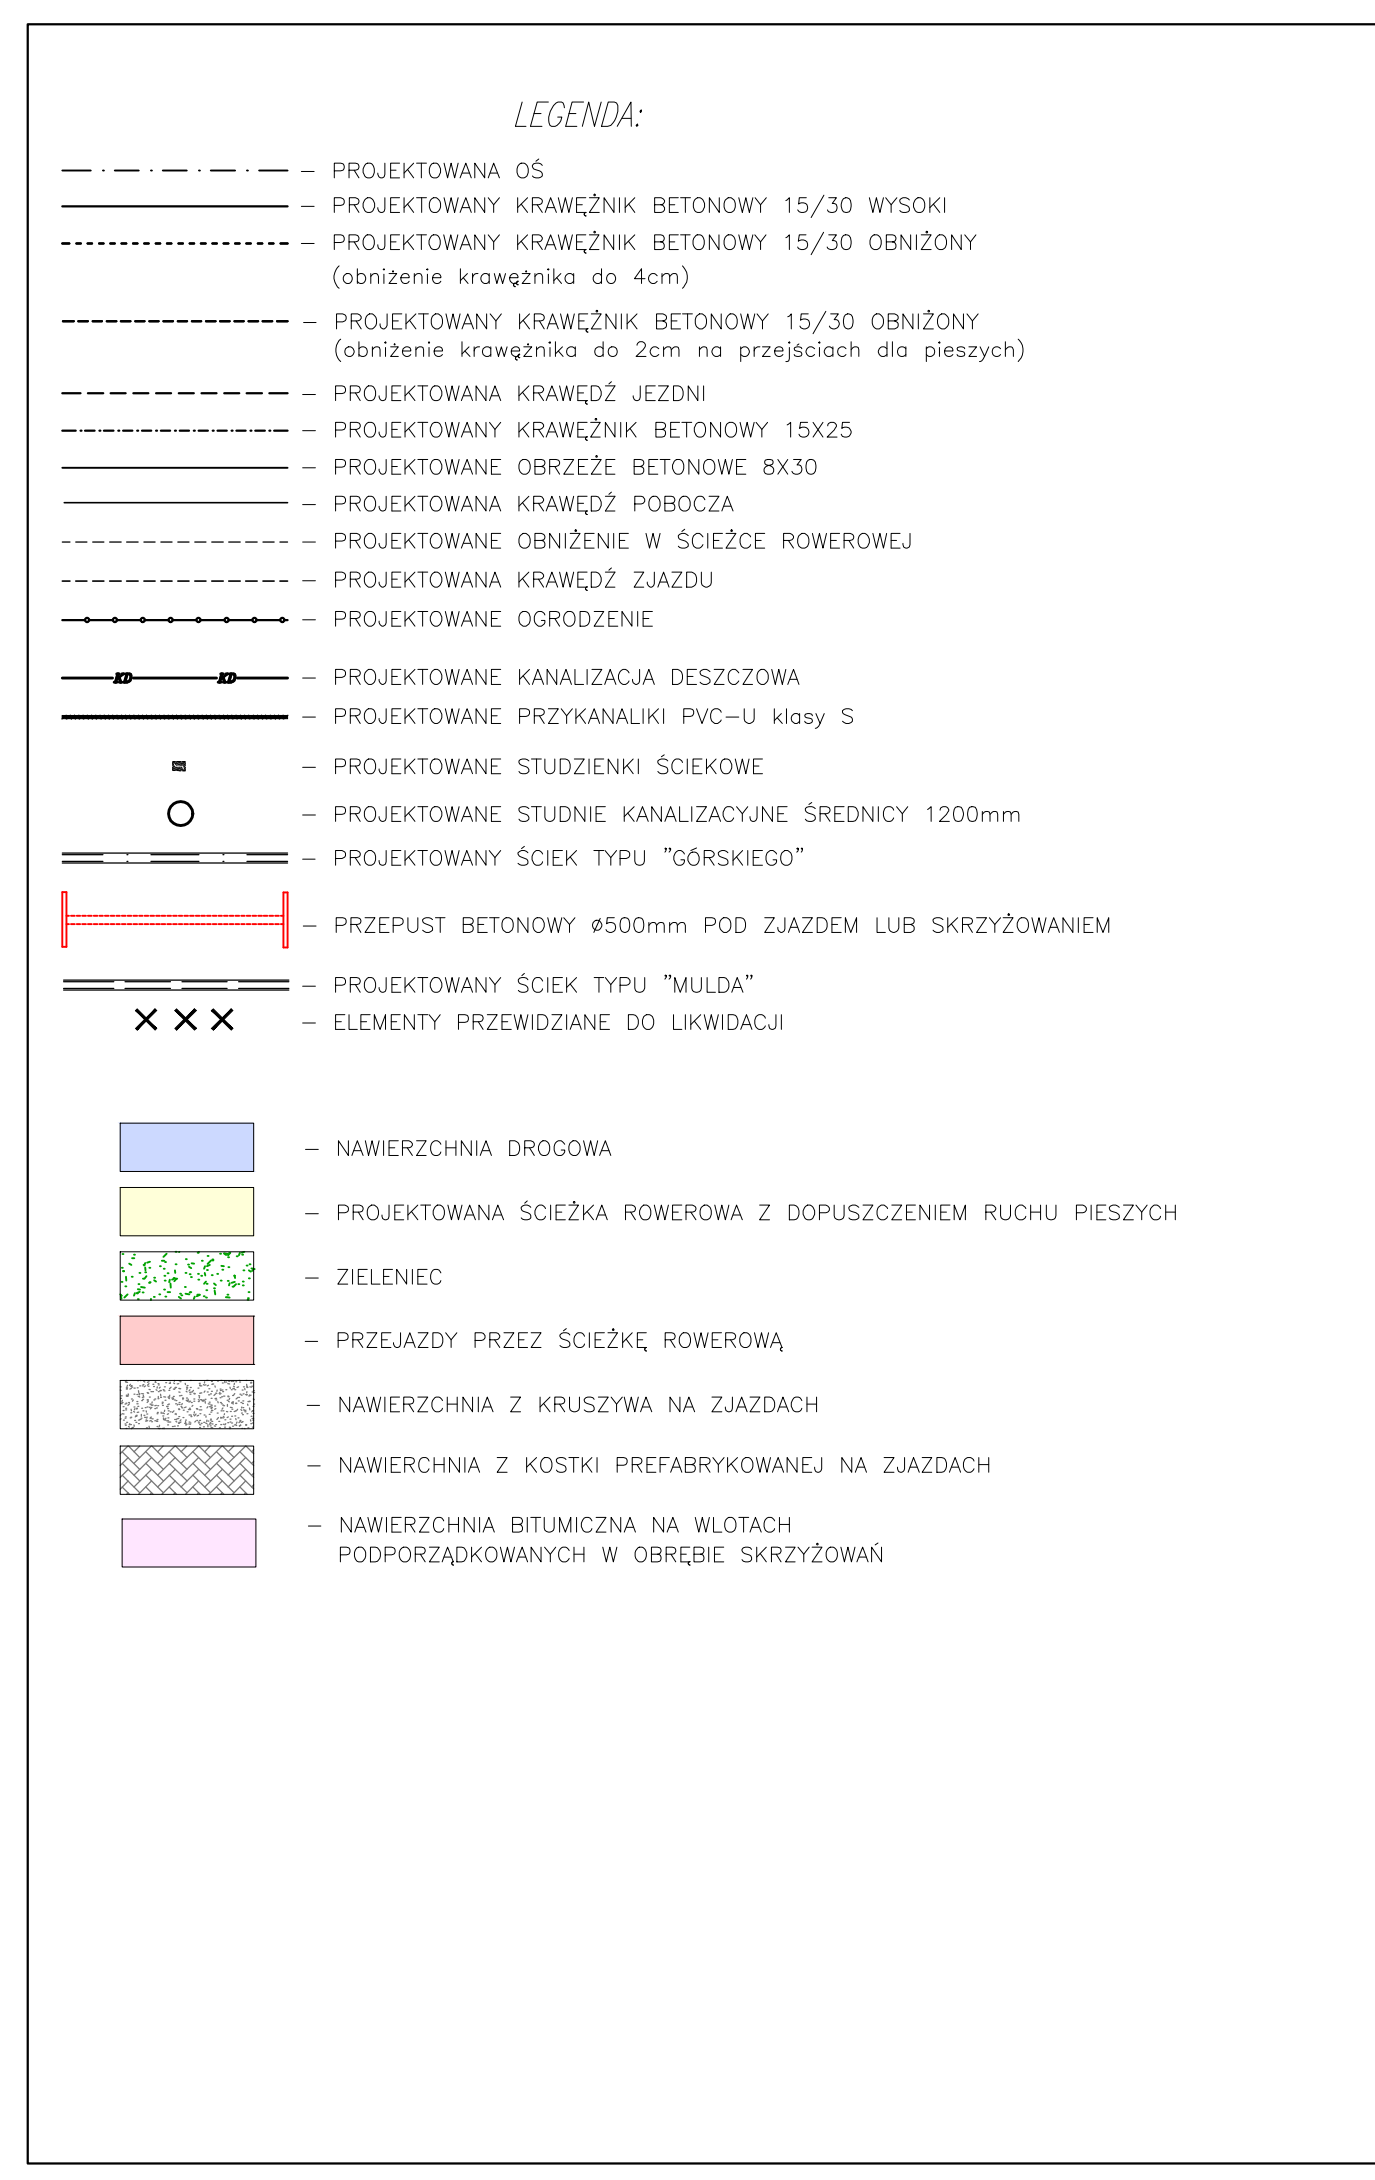 LEGENDA:
– PROJEKTOWANA OŚ
– PROJEKTOWANY KRAWĘŻNIK BETONOWY 15/30 WYSOKI
– PROJEKTOWANY KRAWĘŻNIK BETONOWY 15/30 OBNIŻONY
(obniżenie krawężnika do 4cm)
– PROJEKTOWANY KRAWĘŻNIK BETONOWY 15/30 OBNIŻONY
(obniżenie krawężnika do 2cm na przejściach dla pieszych)
– PROJEKTOWANA KRAWĘDŹ JEZDNI
– PROJEKTOWANY KRAWĘŻNIK BETONOWY 15X25
– PROJEKTOWANE OBRZEŻE BETONOWE 8X30
– PROJEKTOWANA KRAWĘDŹ POBOCZA
– PROJEKTOWANE OBNIŻENIE W ŚCIEŻCE ROWEROWEJ
– PROJEKTOWANA KRAWĘDŹ ZJAZDU
– PROJEKTOWANE OGRODZENIE
KD KD – PROJEKTOWANE KANALIZACJA DESZCZOWA
– PROJEKTOWANE PRZYKANALIKI PVC–U klasy S
– PROJEKTOWANE STUDZIENKI ŚCIEKOWE
– PROJEKTOWANE STUDNIE KANALIZACYJNE ŚREDNICY 1200mm
– PROJEKTOWANY ŚCIEK TYPU "GÓRSKIEGO"
– PRZEPUST BETONOWY ø500mm POD ZJAZDEM LUB SKRZYŻOWANIEM
– PROJEKTOWANY ŚCIEK TYPU "MULDA"
– ELEMENTY PRZEWIDZIANE DO LIKWIDACJI
– NAWIERZCHNIA DROGOWA
– PROJEKTOWANA ŚCIEŻKA ROWEROWA Z DOPUSZCZENIEM RUCHU PIESZYCH
– ZIELENIEC
– PRZEJAZDY PRZEZ ŚCIEŻKĘ ROWEROWĄ
– NAWIERZCHNIA Z KRUSZYWA NA ZJAZDACH
– NAWIERCHNIA Z KOSTKI PREFABRYKOWANEJ NA ZJAZDACH
– NAWIERZCHNIA BITUMICZNA NA WLOTACH
PODPORZĄDKOWANYCH W OBRĘBIE SKRZYŻOWAŃ